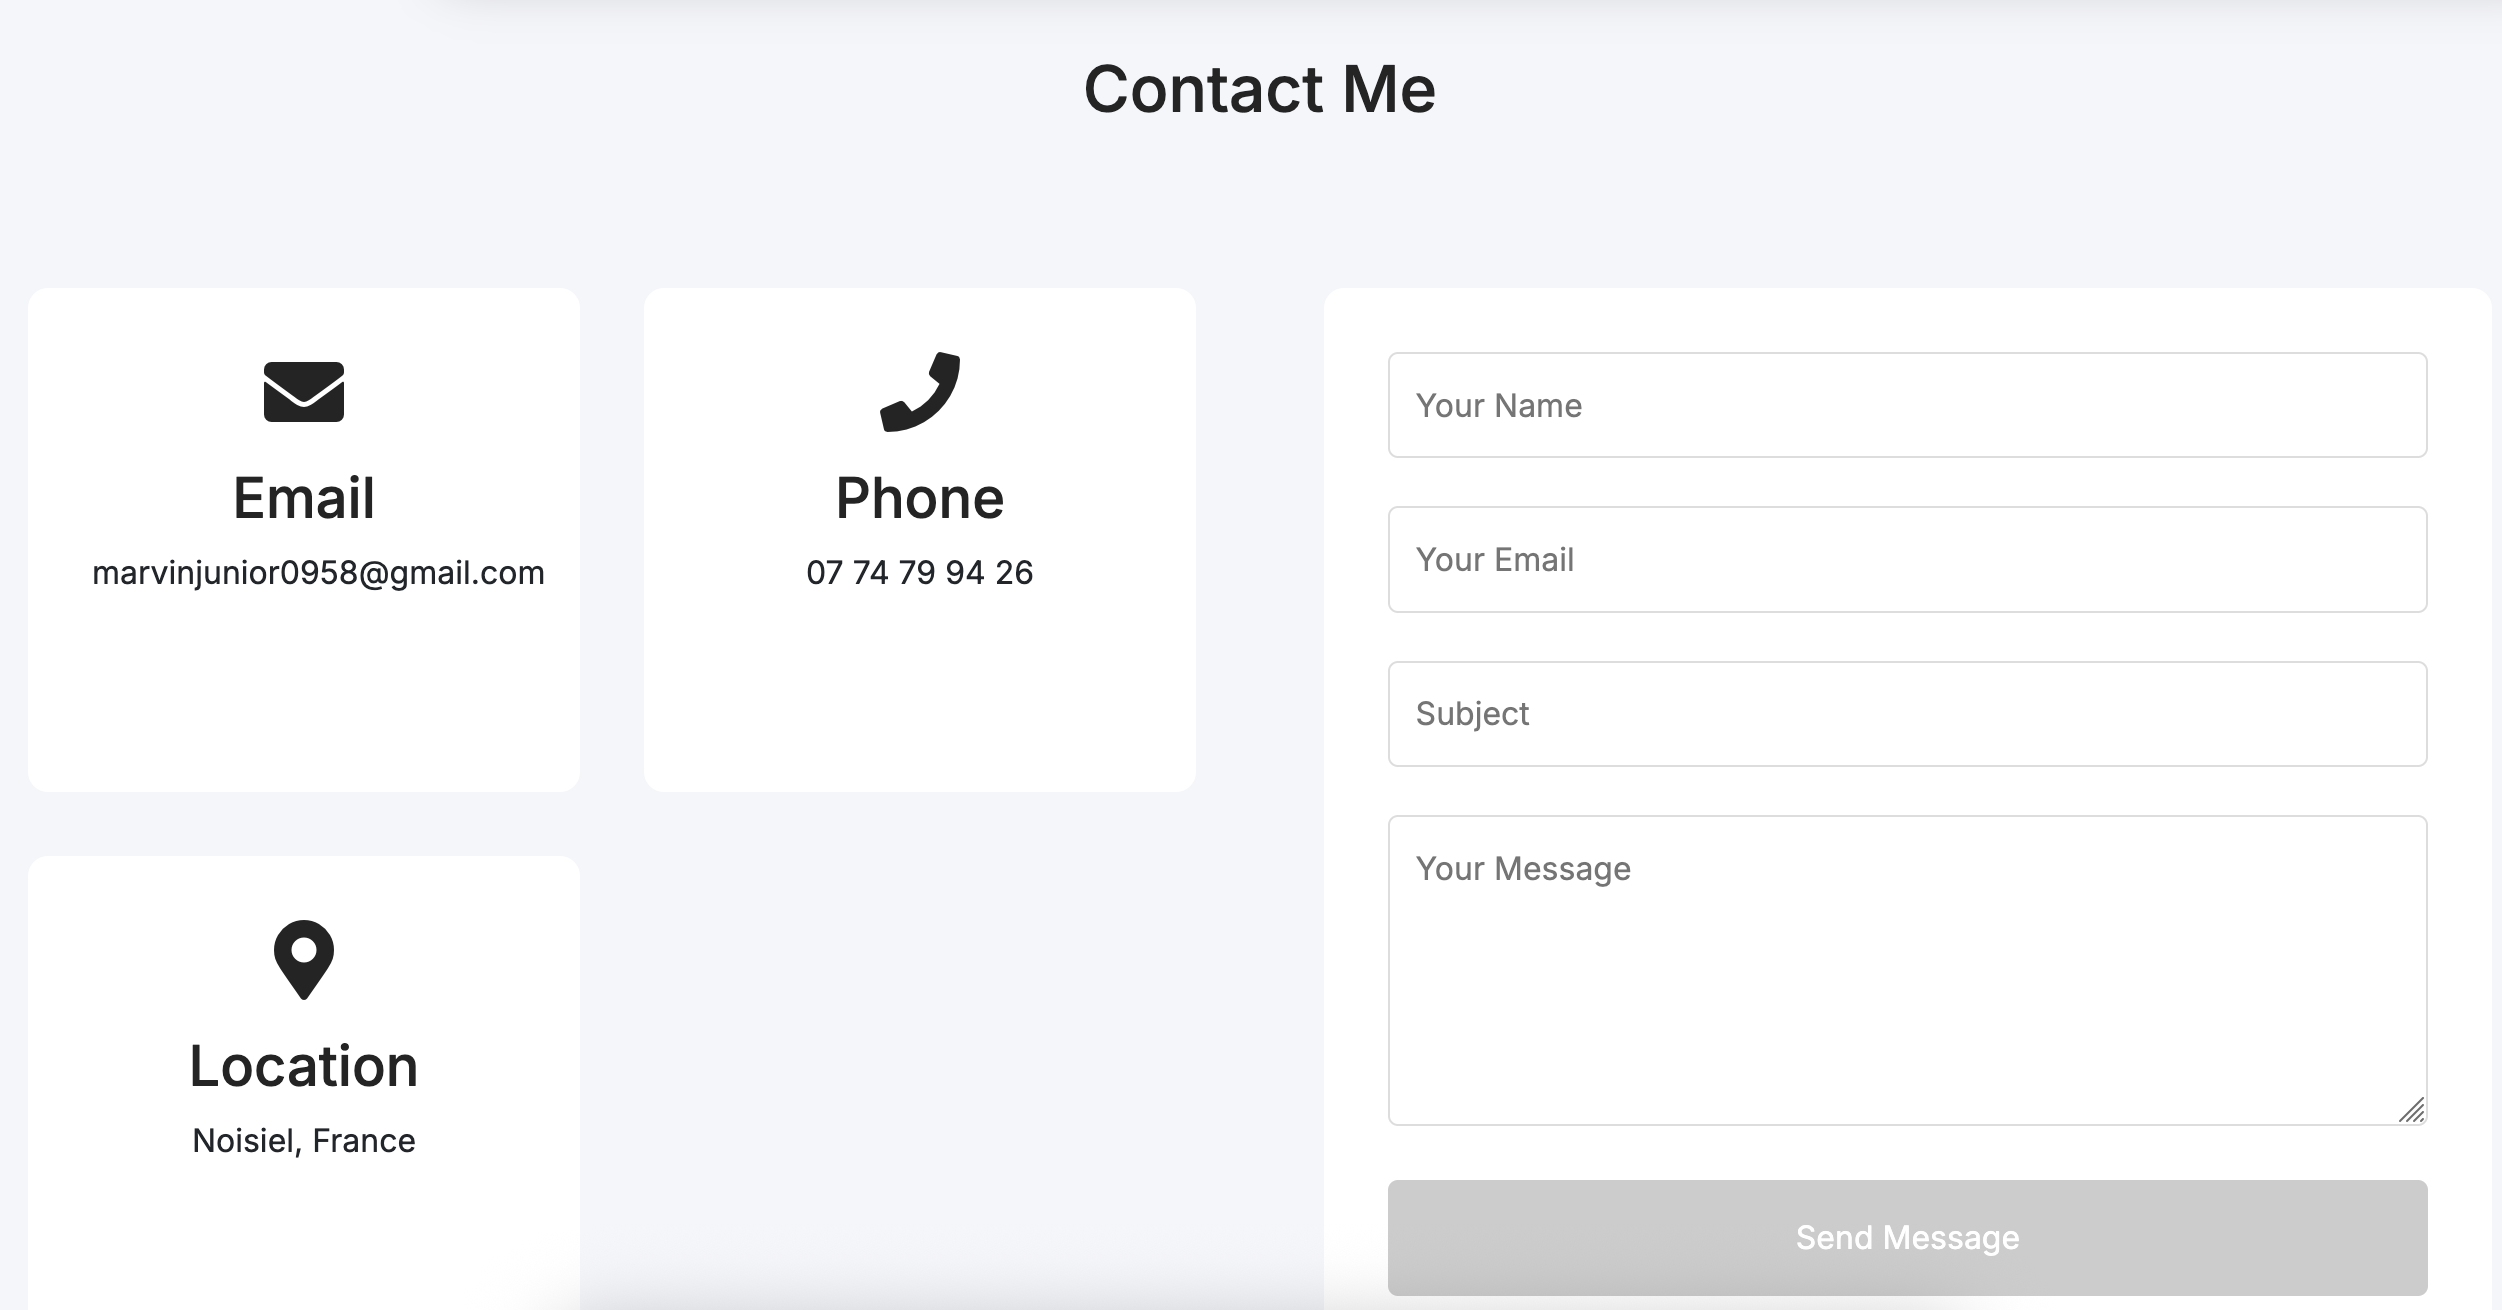 Contact Me
Email
marvinjunior0958@gmail.com
Phone
07 74 79 94 26
Location
Noisiel, France
Your Name
Your Email
Subject
Your Message
Send Message